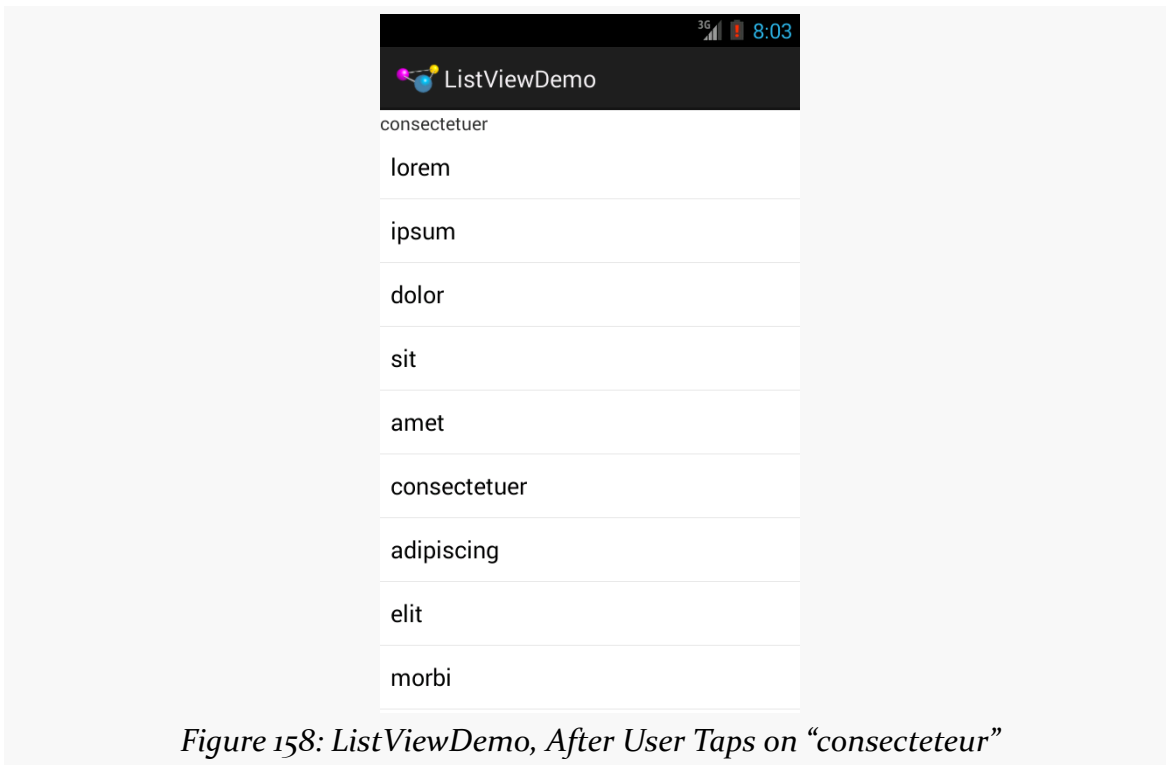 3G 8:03
ListViewDemo
consectetuer
lorem
ipsum
dolor
sit
amet
consectetuer
adipiscing
elit
morbi
Figure 158: ListViewDemo, After User Taps on “consecteteur”